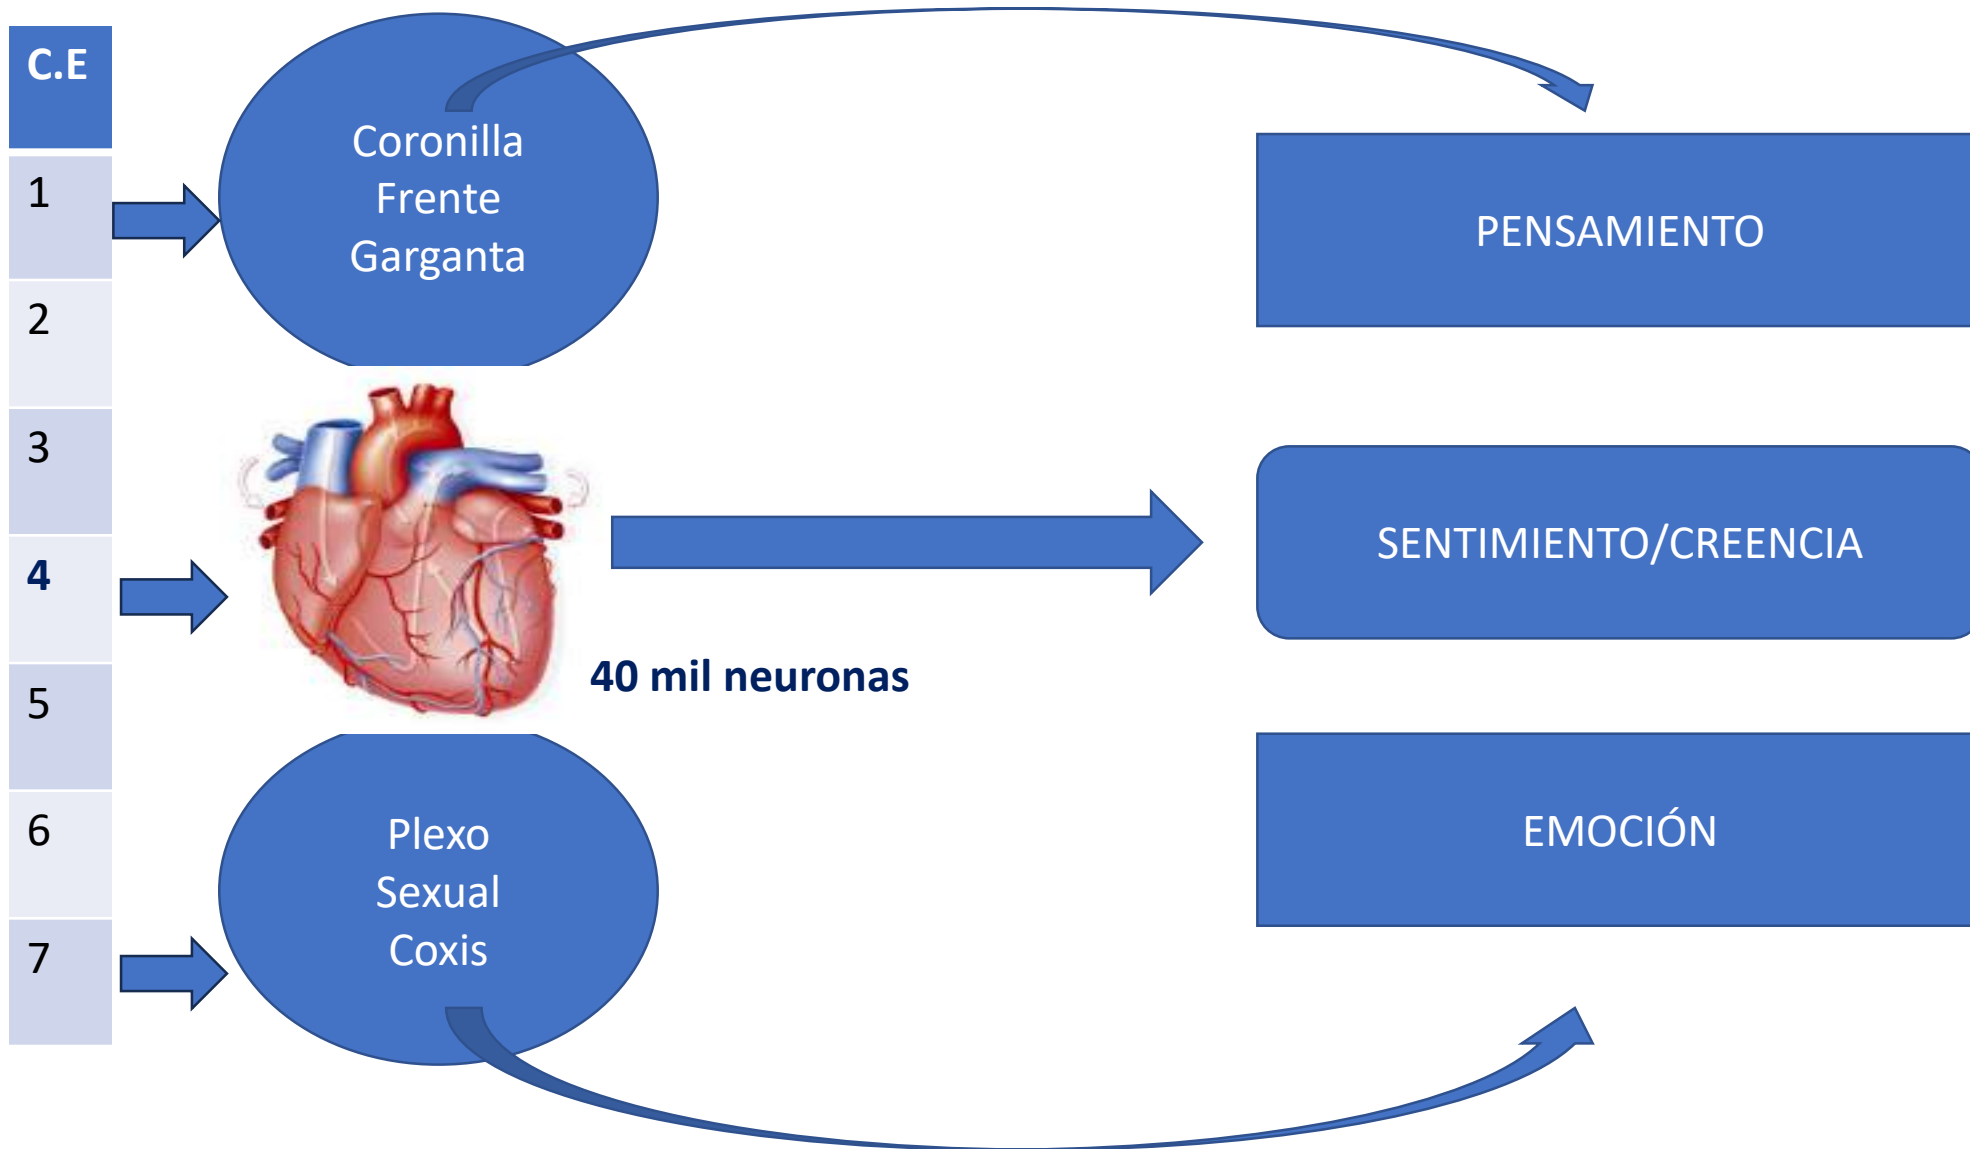 C.E
1
2
3
4
5
6
7
Coronilla
Frente
Garganta
40 mil neuronas
Plexo
Sexual
Coxis
PENSAMIENTO
SENTIMIENTO/CREENCIA
EMOCIÓN